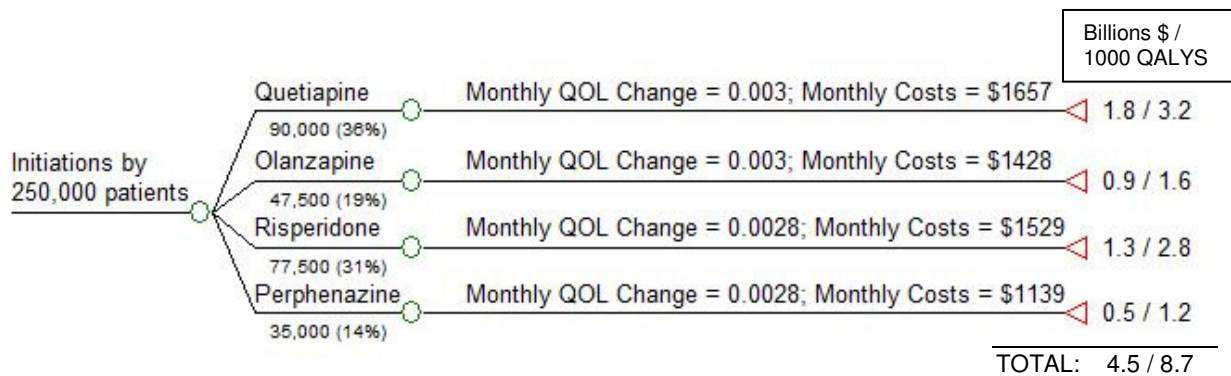 Billions $ /
1000 QALYS
Quetiapine
Monthly QOL Change = 0.003; Monthly Costs = $1657
1.8 / 3.2
90,000 (36%)
Initiations by
250,000 patients
Olanzapine
Monthly QOL Change = 0.003; Monthly Costs = $1428
0.9 / 1.6
47,500 (19%)
Risperidone
Monthly QOL Change = 0.0028; Monthly Costs = $1529
1.3 / 2.8
77,500 (31%)
Perphenazine
Monthly QOL Change = 0.0028; Monthly Costs = $1139
0.5 / 1.2
35,000 (14%)
TOTAL: 4.5 / 8.7